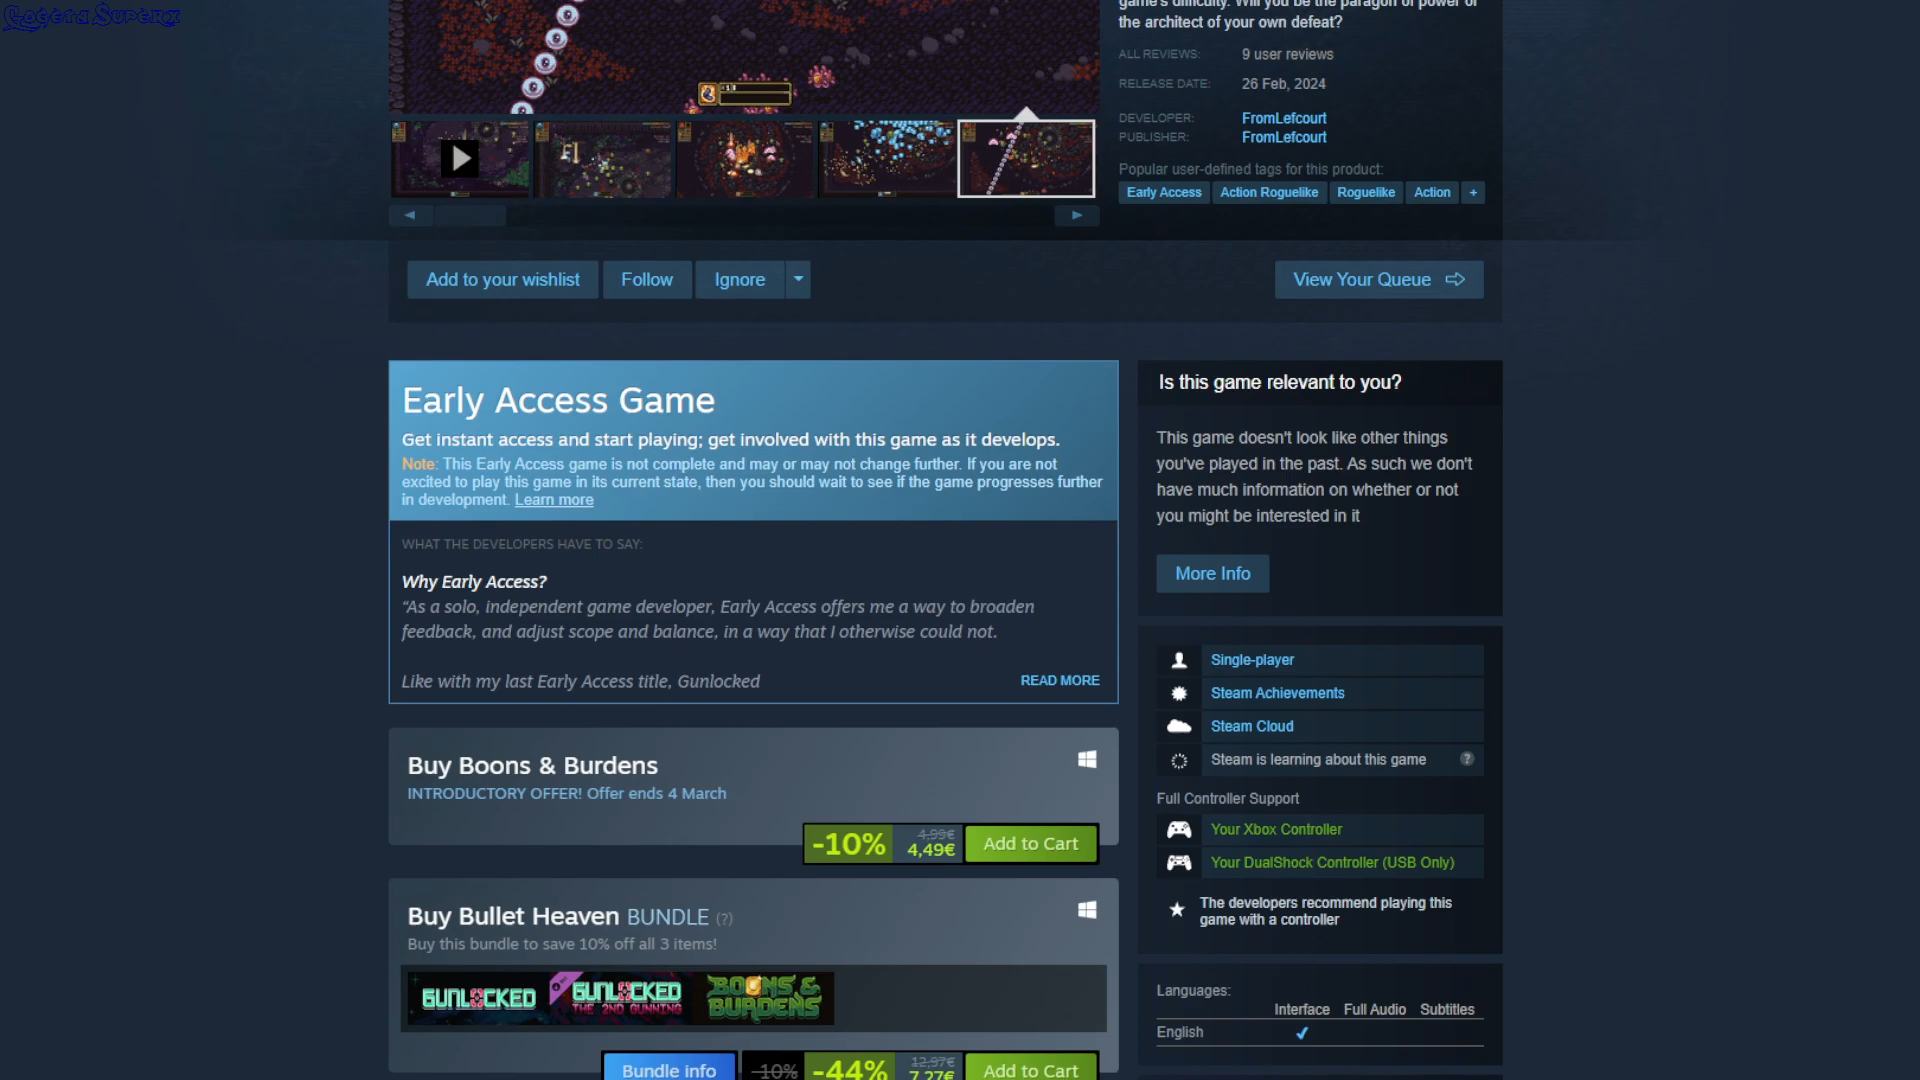 Gogeta Superx
game's difficulty. Will you be the paragon of power or
the architect of your own defeat?
ALL REVIEWS: 9 user reviews
RELEASE DATE: 26 Feb, 2024
DEVELOPER: FromLefcourt
PUBLISHER: FromLefcourt
Popular user-defined tags for this product:
Early Access Action Roguelike Roguelike Action +
Add to your wishlist Follow Ignore View Your Queue
Early Access Game
Get instant access and start playing; get involved with this game as it develops.
Note: This Early Access game is not complete and may or may not change further. If you are not
excited to play this game in its current state, then you should wait to see if the game progresses further
in development. Learn more
WHAT THE DEVELOPERS HAVE TO SAY:
Why Early Access?
“As a solo, independent game developer, Early Access offers me a way to broaden
feedback, and adjust scope and balance, in a way that I otherwise could not.
Like with my last Early Access title, Gunlocked READ MORE
Buy Boons & Burdens
INTRODUCTORY OFFER! Offer ends 4 March
-10% 4,99€ 4,49€ Add to Cart
Buy Bullet Heaven BUNDLE (?)
Buy this bundle to save 10% off all 3 items!
GUNLOCKED
GUNLOCKED
THE 2ND GUNNING
BOONS &
BURDENS
Bundle info -10% -44% 12,97€ 7,27€ Add to Cart
Is this game relevant to you?
This game doesn't look like other things
you've played in the past. As such we don't
have much information on whether or not
you might be interested in it
More Info
Single-player
Steam Achievements
Steam Cloud
Steam is learning about this game ?
Full Controller Support
Your Xbox Controller
Your DualShock Controller (USB Only)
The developers recommend playing this
game with a controller
Languages:
Interface Full Audio Subtitles
English ✔